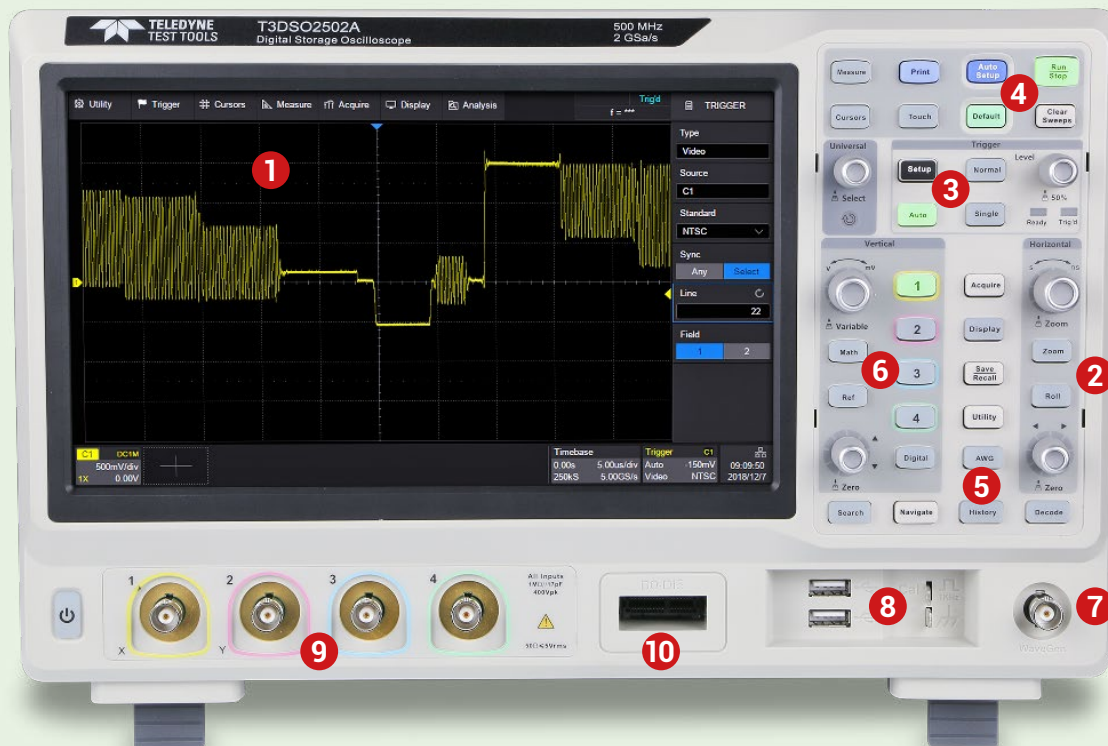 TELEDYNE
TEST TOOLS
T3DSO2502A
Digital Storage Oscilloscope
500 MHz
2 GSa/s
Utility
Trigger
Cursors
Measure
Acquire
Display
Analysis
Trig'd
f = ***
TRIGGER
Type
Video
Source
C1
Standard
NTSC
Sync
Any Select
Line
22
Field
1 2
1
C1 DC1M
500mV/div
1X 0.00V
Timebase
0.00s 5.00us/div
250kS 5.00GS/s
Trigger C1
Auto -150mV
Video NTSC
09:09:50
2018/12/7
Measure
Print
Auto Setup
Run Stop
4
Cursors
Touch
Default
Clear Sweeps
Universal
Select
Trigger
Setup
Normal
Level
3
50%
Auto
Single
Ready Trig'd
Vertical
V mV
Variable
1
2
3
4
Math
6
Ref
Digital
Zero
Acquire
Display
Save
Recall
Utility
AWG
5
Horizontal
s ns
Zoom
Zoom
2
Roll
Zero
Search
Navigate
History
Decode
1
2
3
4
X
Y
9
All Inputs
400Vpk
10
8
7
WaveGen